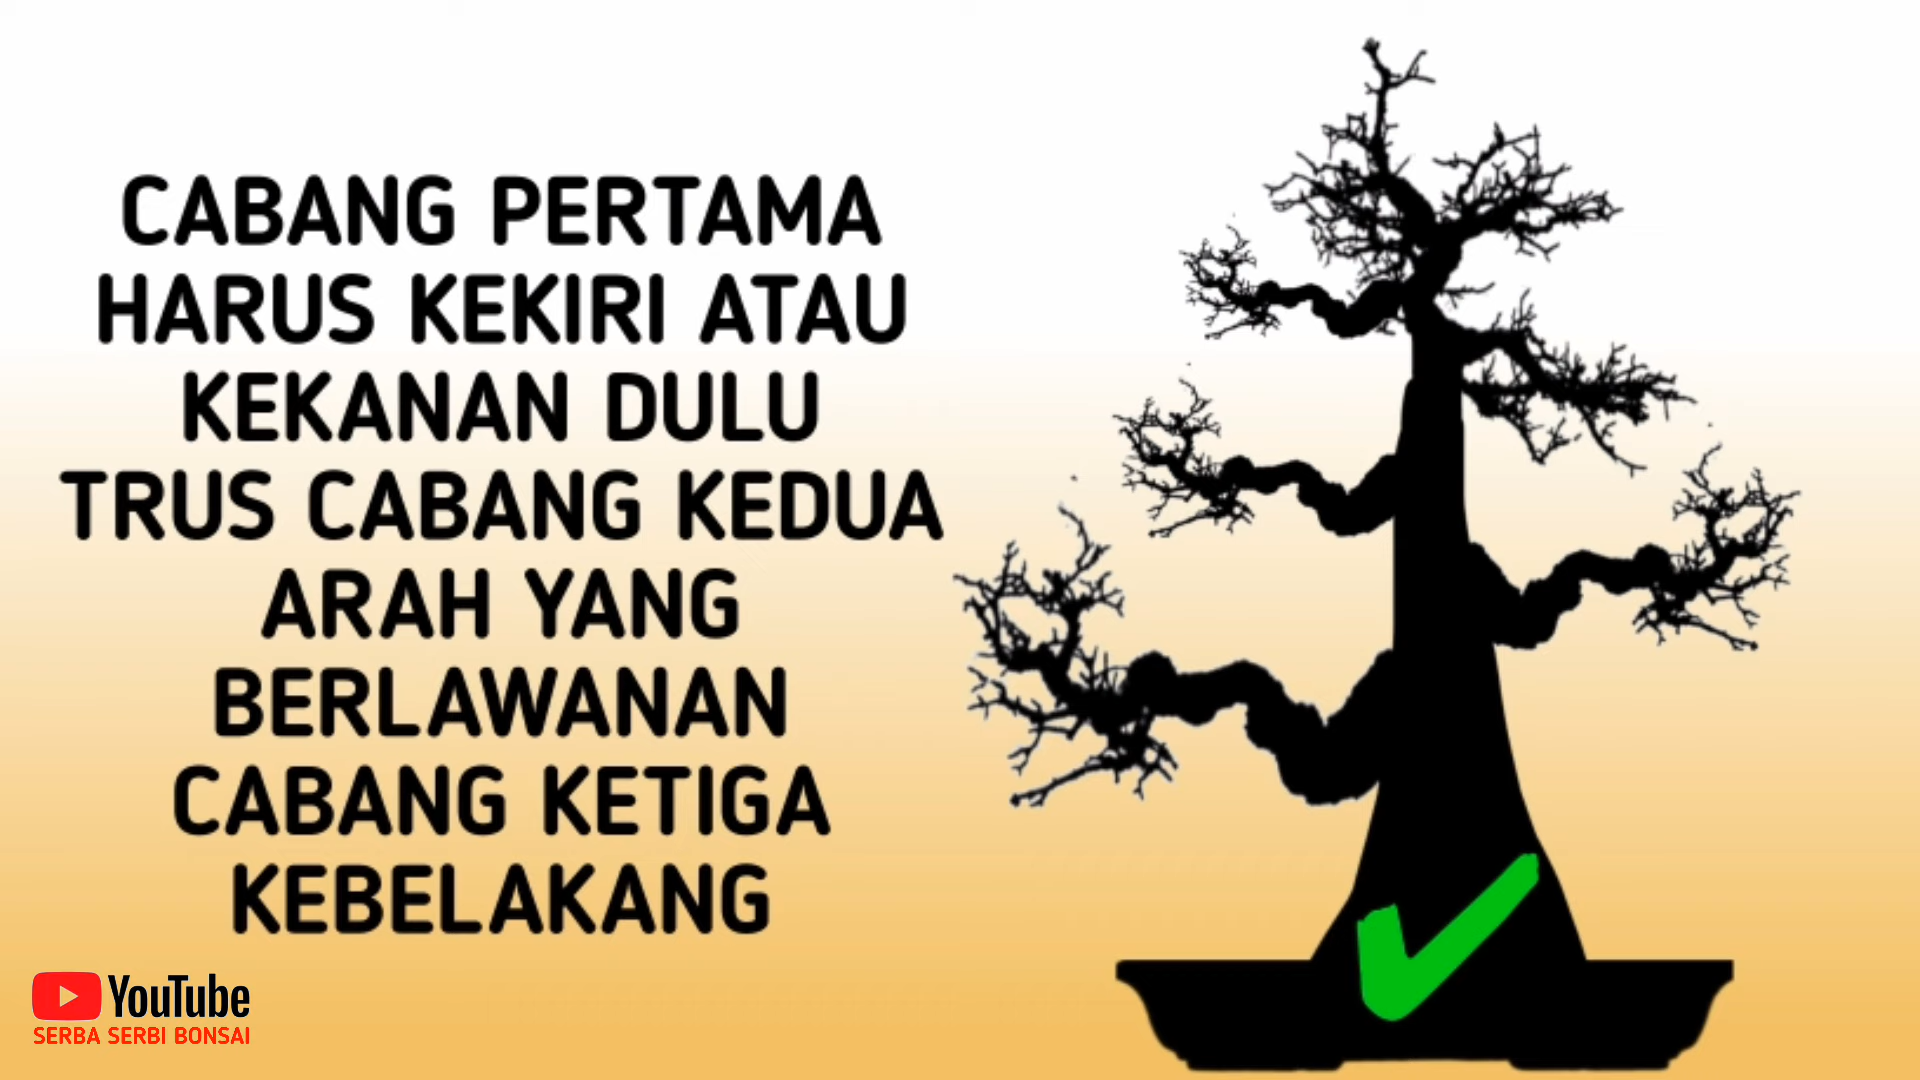 CABANG PERTAMA
HARUS KEKIRI ATAU
KEKANAN DULU
TRUS CABANG KEDUA
ARAH YANG
BERLAWANAN
CABANG KETIGA
KEBELAKANG
YouTube
SERBA SERBI BONSAI